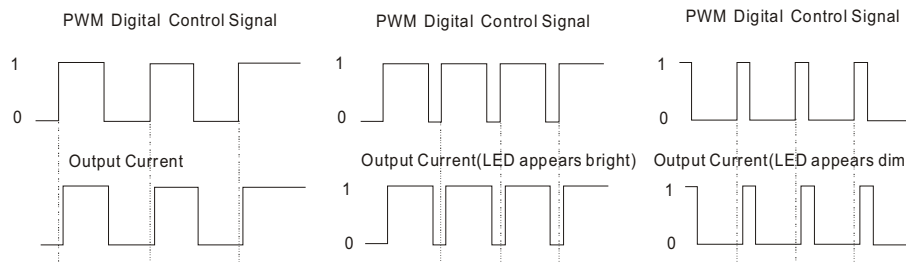 PWM Digital Control Signal
1
0
Output Current
PWM Digital Control Signal
1
0
Output Current(LED appears bright)
1
0
PWM Digital Control Signal
1
0
Output Current(LED appears dim
1
0